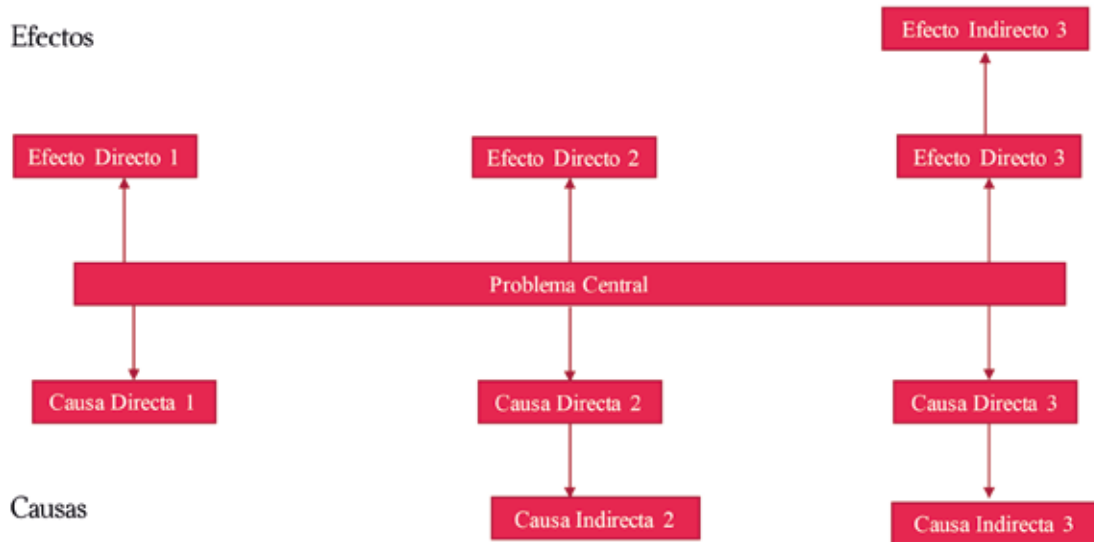 Efectos
Efecto Indirecto 3
Efecto Directo 1
Efecto Directo 2
Efecto Directo 3
Problema Central
Causa Directa 1
Causa Directa 2
Causa Directa 3
Causas
Causa Indirecta 2
Causa Indirecta 3